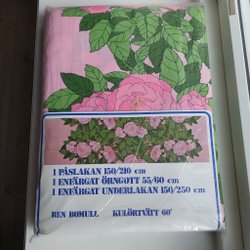 1 PÅSLAKAN 150/210 cm
1 ENFÄRGAT ÖRNGOTT 55/60 cm
1 ENFÄRGAT UNDERLAKAN 150/250 cm
REN BOMULL KULÖRTVÄTT 60°